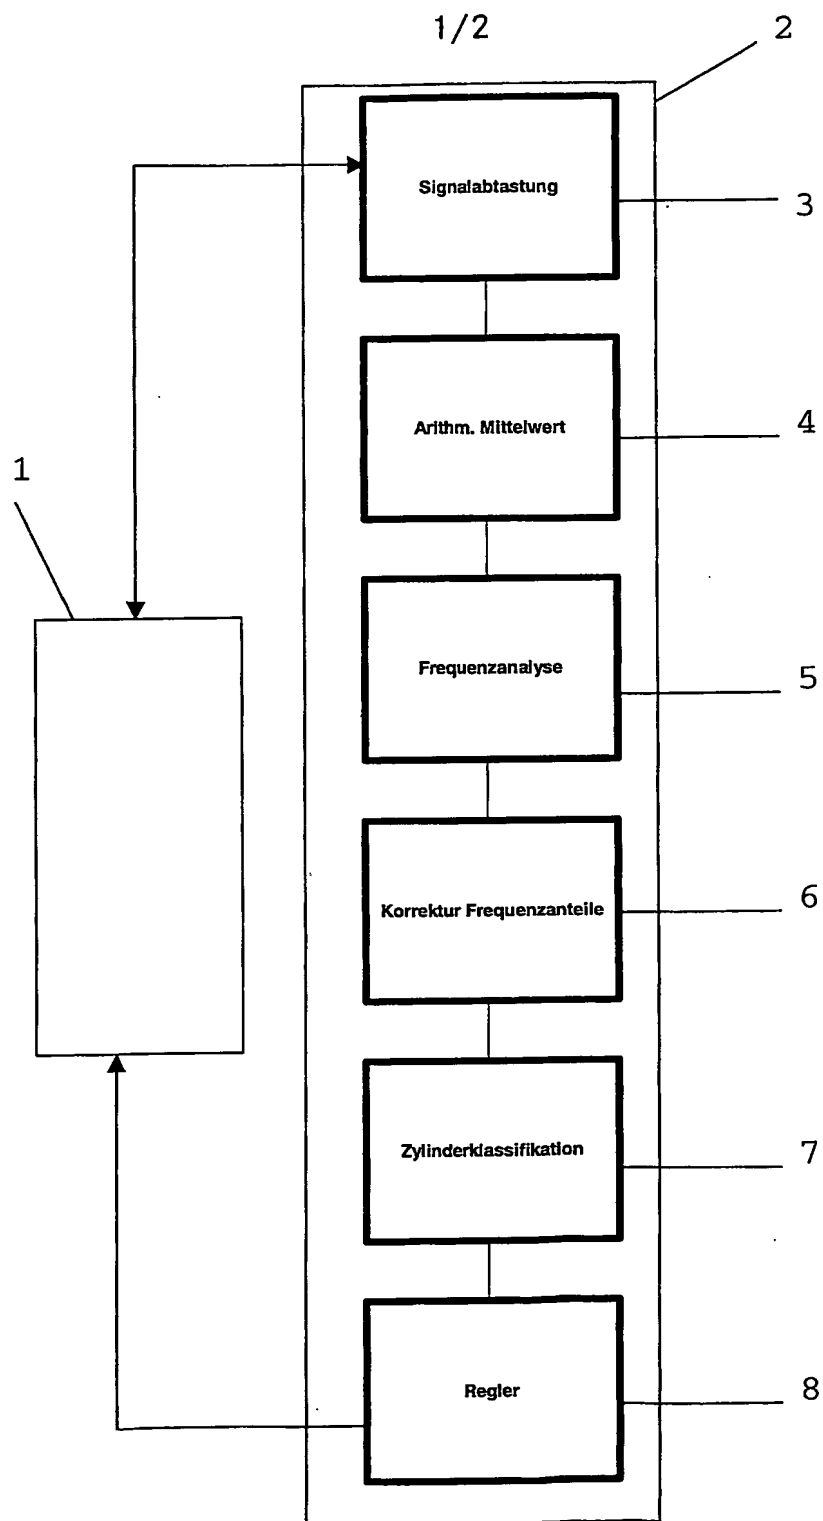 1/2
2
Signalabtastung
3
Arithm. Mittelwert
4
1
Frequenzanalyse
5
Korrektur Frequenzanteile
6
Zylinderklassifikation
7
Regler
8